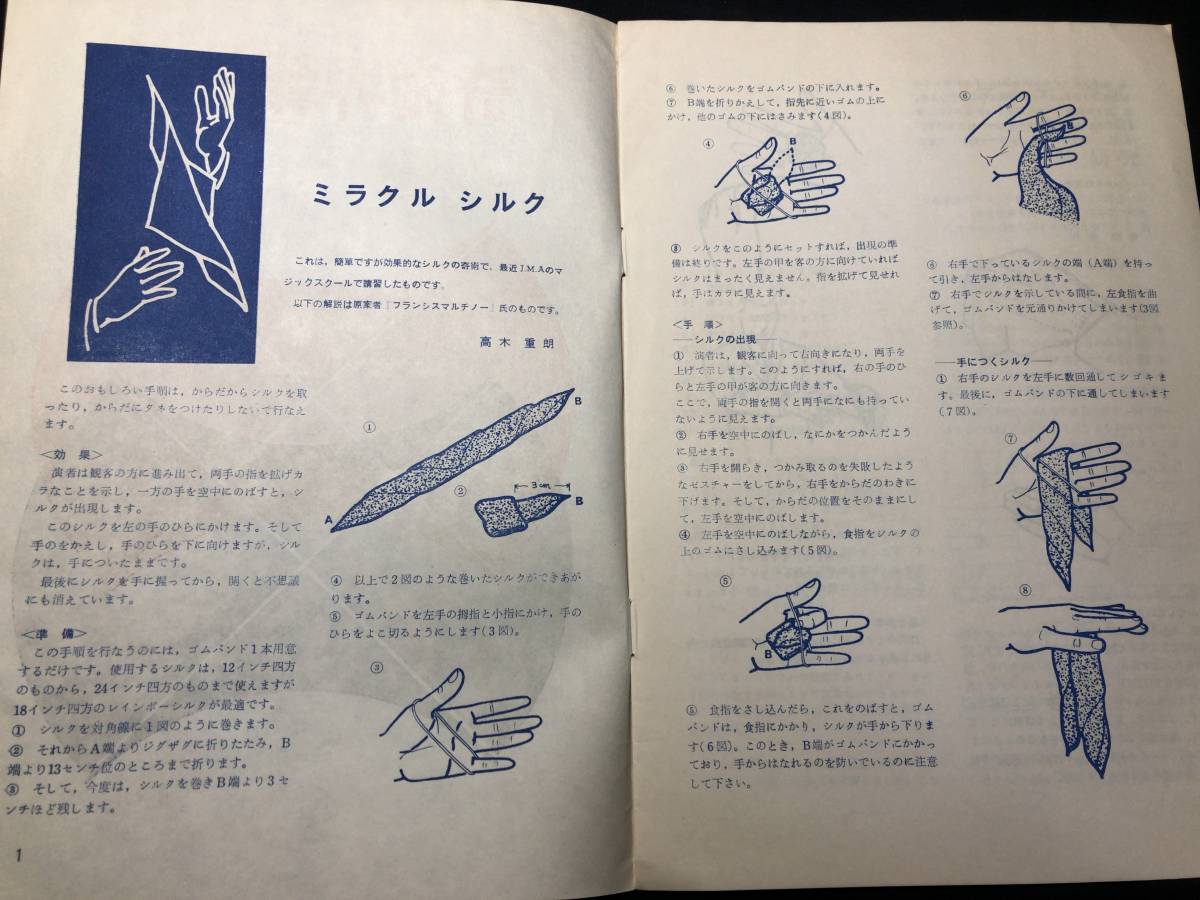 ミラクル シルク
これは，簡単ですが効果的なシルクの奇術で，最近J.M.Aのマ
ジックスクールで講習したものです。
以下の解説は原案者「フランシスマルチノー」氏のものです。
高木 重朗
このおもしろい手順は，からだからシルクを取
ったり，からだにタネをつけたりしないで行なえ
ます。
＜効 果＞
演者は観客の方に進み出て，両手の指を拡げカ
ラなことを示し，一方の手を空中にのばすと，シ
ルクが出現します。
このシルクを左の手のひらにかけます。そして
手のをかえし，手のひらを下に向けますが，シル
クは，手についたままです。
最後にシルクを手に握ってから，開くと不思議
にも消えています。
＜準 備＞
この手順を行なうのには，ゴムバンド1本用意
するだけです。使用するシルクは，12インチ四方
のものから，24インチ四方のものまで使えますが
18インチ四方のレインボーシルクが最適です。
① シルクを対角線に1図のように巻きます。
② それからA端よりジグザグに折りたたみ，B
端より13センチ位のところまで折ります。
③ そして，今度は，シルクを巻きB端より3セ
ンチほど残します。
1
①
B
A
②
3cm
B
④ 以上で2図のような巻いたシルクができあが
ります。
⑤ ゴムバンドを左手の拇指と小指にかけ，手の
ひらをよこ切るようにします(3図)。
③
⑥ 巻いたシルクをゴムバンドの下に入れます。
⑦ B端を折りかえして，指先に近いゴムの上に
かけ，他のゴムの下にはさみます(4図)。
④
B
⑧ シルクをこのようにセットすれば，出現の準
備は終りです。左手の甲を客の方に向けていれば
シルクはまったく見えません。指を拡げて見せれ
ば，手はカラに見えます。
＜手 順＞
―シルクの出現―
① 演者は，観客に向って右向きになり，両手を
上げて示します。このようにすれば，右の手のひ
らと左手の甲が客の方に向きます。
ここで，両手の指を開くと両手になにも持ってい
ないように見えます。
② 右手を空中にのばし，なにかをつかんだよう
に見せます。
③ 右手を開らき，つかみ取るのを失敗したよう
なゼスチャーをしてから，右手をからだのわきに
下げます。そして，からだの位置をそのままにし
て，左手を空中にのばします。
④ 左手を空中にのばしながら，食指をシルクの
上のゴムにさし込みます(5図)。
⑤
B
⑤ 食指をさし込んだら，これをのばすと，ゴム
バンドは，食指にかかり，シルクが手から下りま
す(6図)。このとき，B端がゴムバンドにかかっ
ており，手からはなれるのを防いでいるのに注意
して下さい。
⑥
B
⑥ 右手で下っているシルクの端（A端）を持っ
て引き，左手からはなします。
⑦ 右手でシルクを示している間に，左食指を曲
げて，ゴムバンドを元通りかけてしまいます(3図
参照)。
―手につくシルク―
① 右手のシルクを左手に数回通してシゴキま
す。最後に，ゴムバンドの下に通してしまいます
(7図)。
⑦
⑧